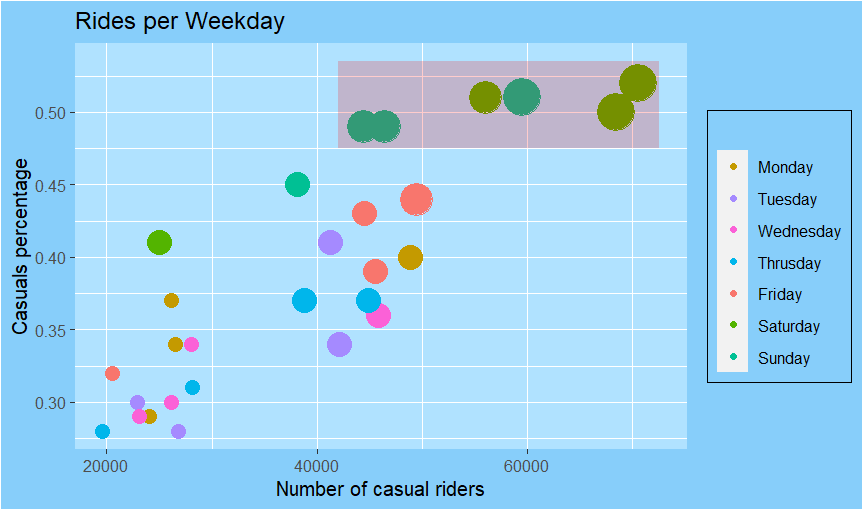 Rides per Weekday
Casuals percentage
0.50
0.45
0.40
0.35
0.30
20000
40000
60000
Number of casual riders
Monday
Tuesday
Wednesday
Thrusday
Friday
Saturday
Sunday